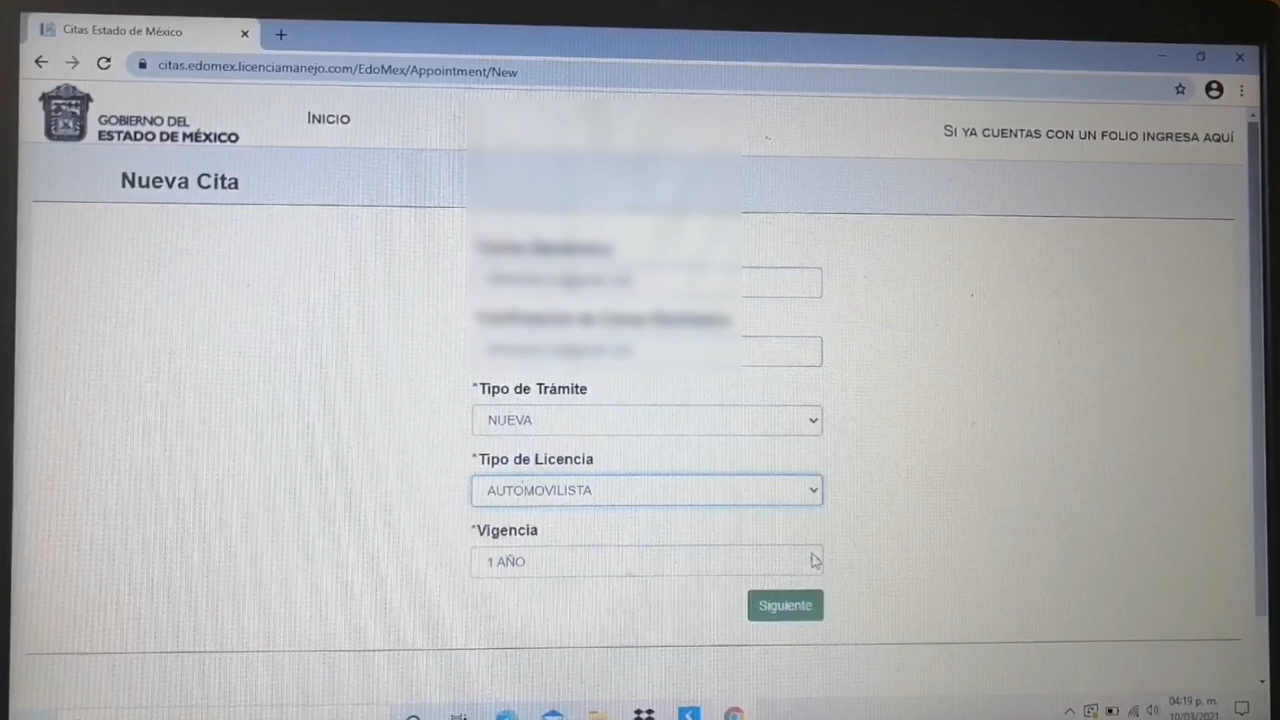 Citas Estado de México
citas.edomex.licenciamanejo.com/EdoMex/Appointment/New
GOBIERNO DEL
ESTADO DE MÉXICO
INICIO
SI YA CUENTAS CON UN FOLIO INGRESA AQUÍ
Nueva Cita
*Tipo de Trámite
NUEVA
*Tipo de Licencia
AUTOMOVILISTA
*Vigencia
1 AÑO
Siguiente
04:19 p. m.
10/03/2021